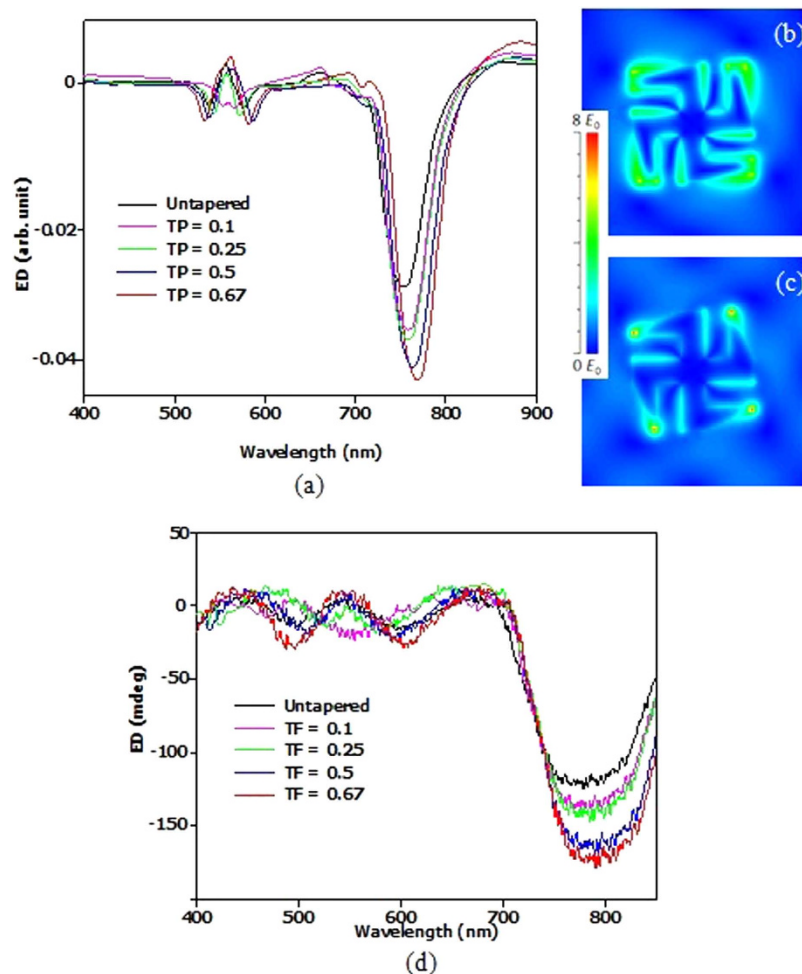 0
-0.02
-0.04
ED (arb. unit)
Untapered
TP = 0.1
TP = 0.25
TP = 0.5
TP = 0.67
400 500 600 700 800 900
Wavelength (nm)
(a)
(b)
8 E0
0 E0
(c)
50
0
-50
-100
-150
ED (mdeg)
Untapered
TF = 0.1
TF = 0.25
TF = 0.5
TF = 0.67
400 500 600 700 800
Wavelength (nm)
(d)